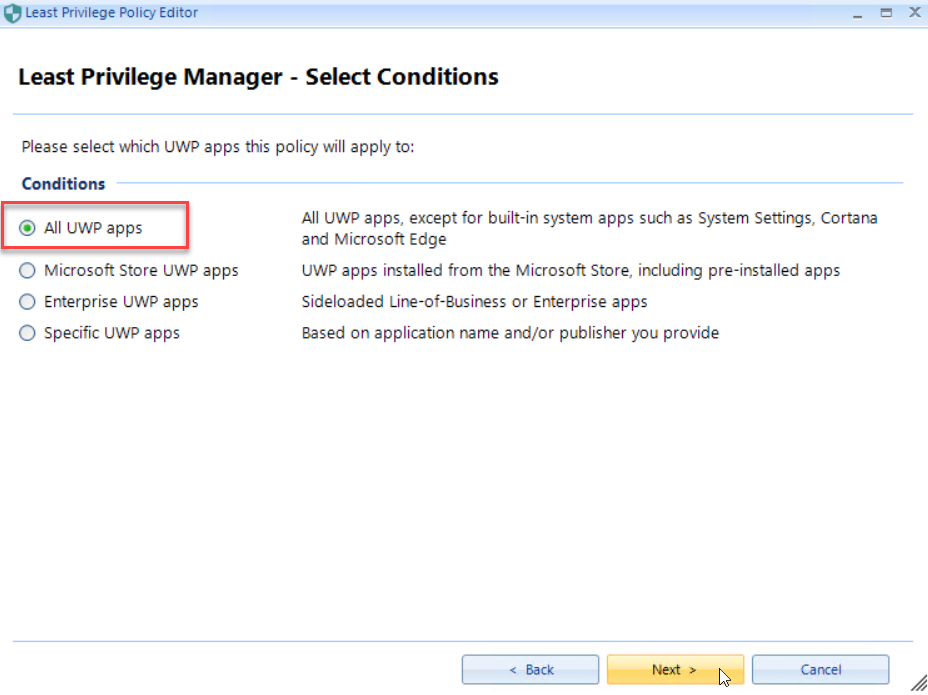 Least Privilege Policy Editor
Least Privilege Manager - Select Conditions
Please select which UWP apps this policy will apply to:
Conditions
All UWP apps
All UWP apps, except for built-in system apps such as System Settings, Cortana
and Microsoft Edge
Microsoft Store UWP apps
UWP apps installed from the Microsoft Store, including pre-installed apps
Enterprise UWP apps
Sideloaded Line-of-Business or Enterprise apps
Specific UWP apps
Based on application name and/or publisher you provide
< Back
Next >
Cancel